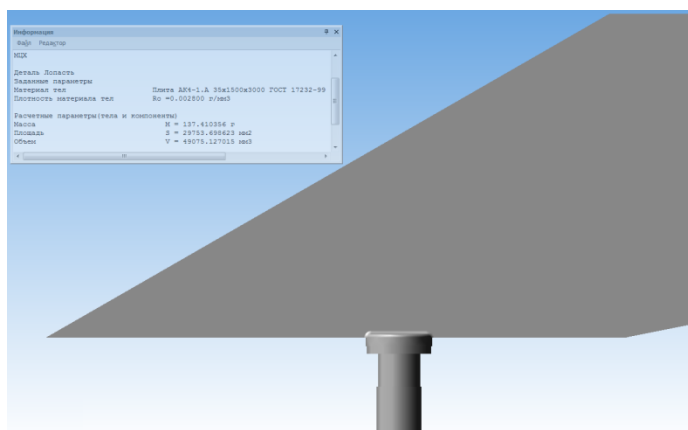 Информация
Файл Редактор
МЦХ
Деталь Лопасть
Заданные параметры
Материал тел Плита АК4-1.А 35x1500x3000 ГОСТ 17232-99
Плотность материала тел Ro =0.002800 г/мм3
Расчетные параметры(тела и компоненты)
Масса M = 137.410356 г
Площадь S = 29753.698623 мм2
Объем V = 49075.127015 мм3